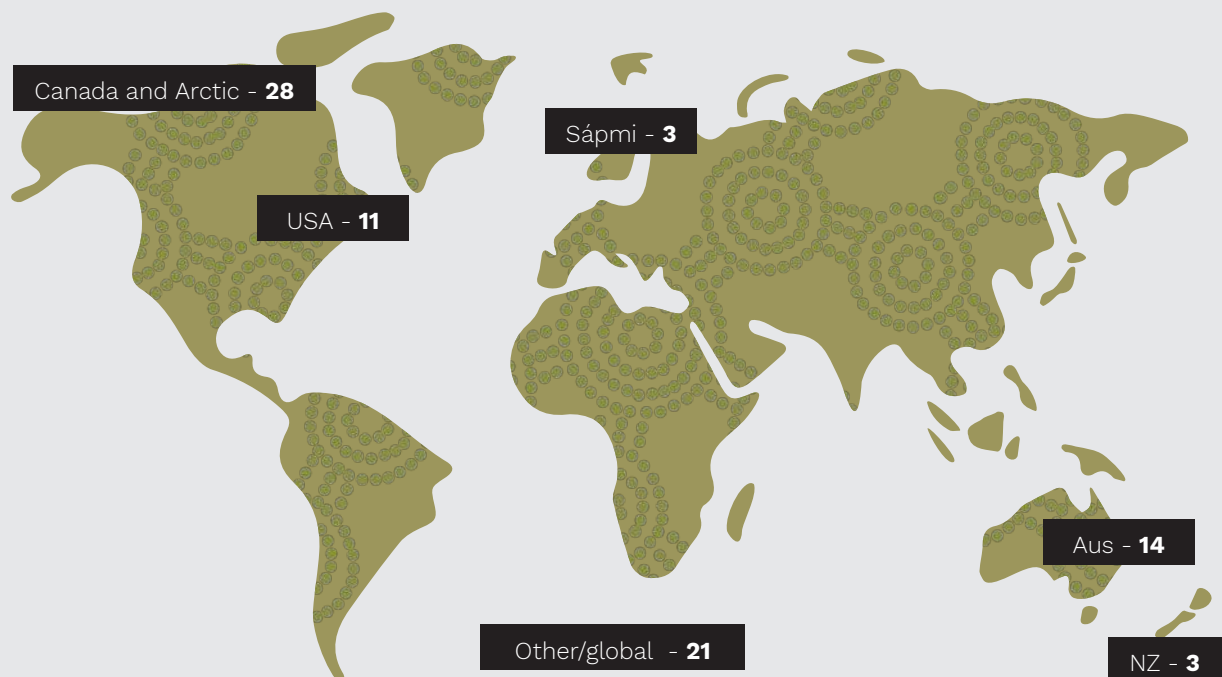 Canada and Arctic - 28
Sápmi - 3
USA - 11
Aus - 14
Other/global - 21
NZ - 3